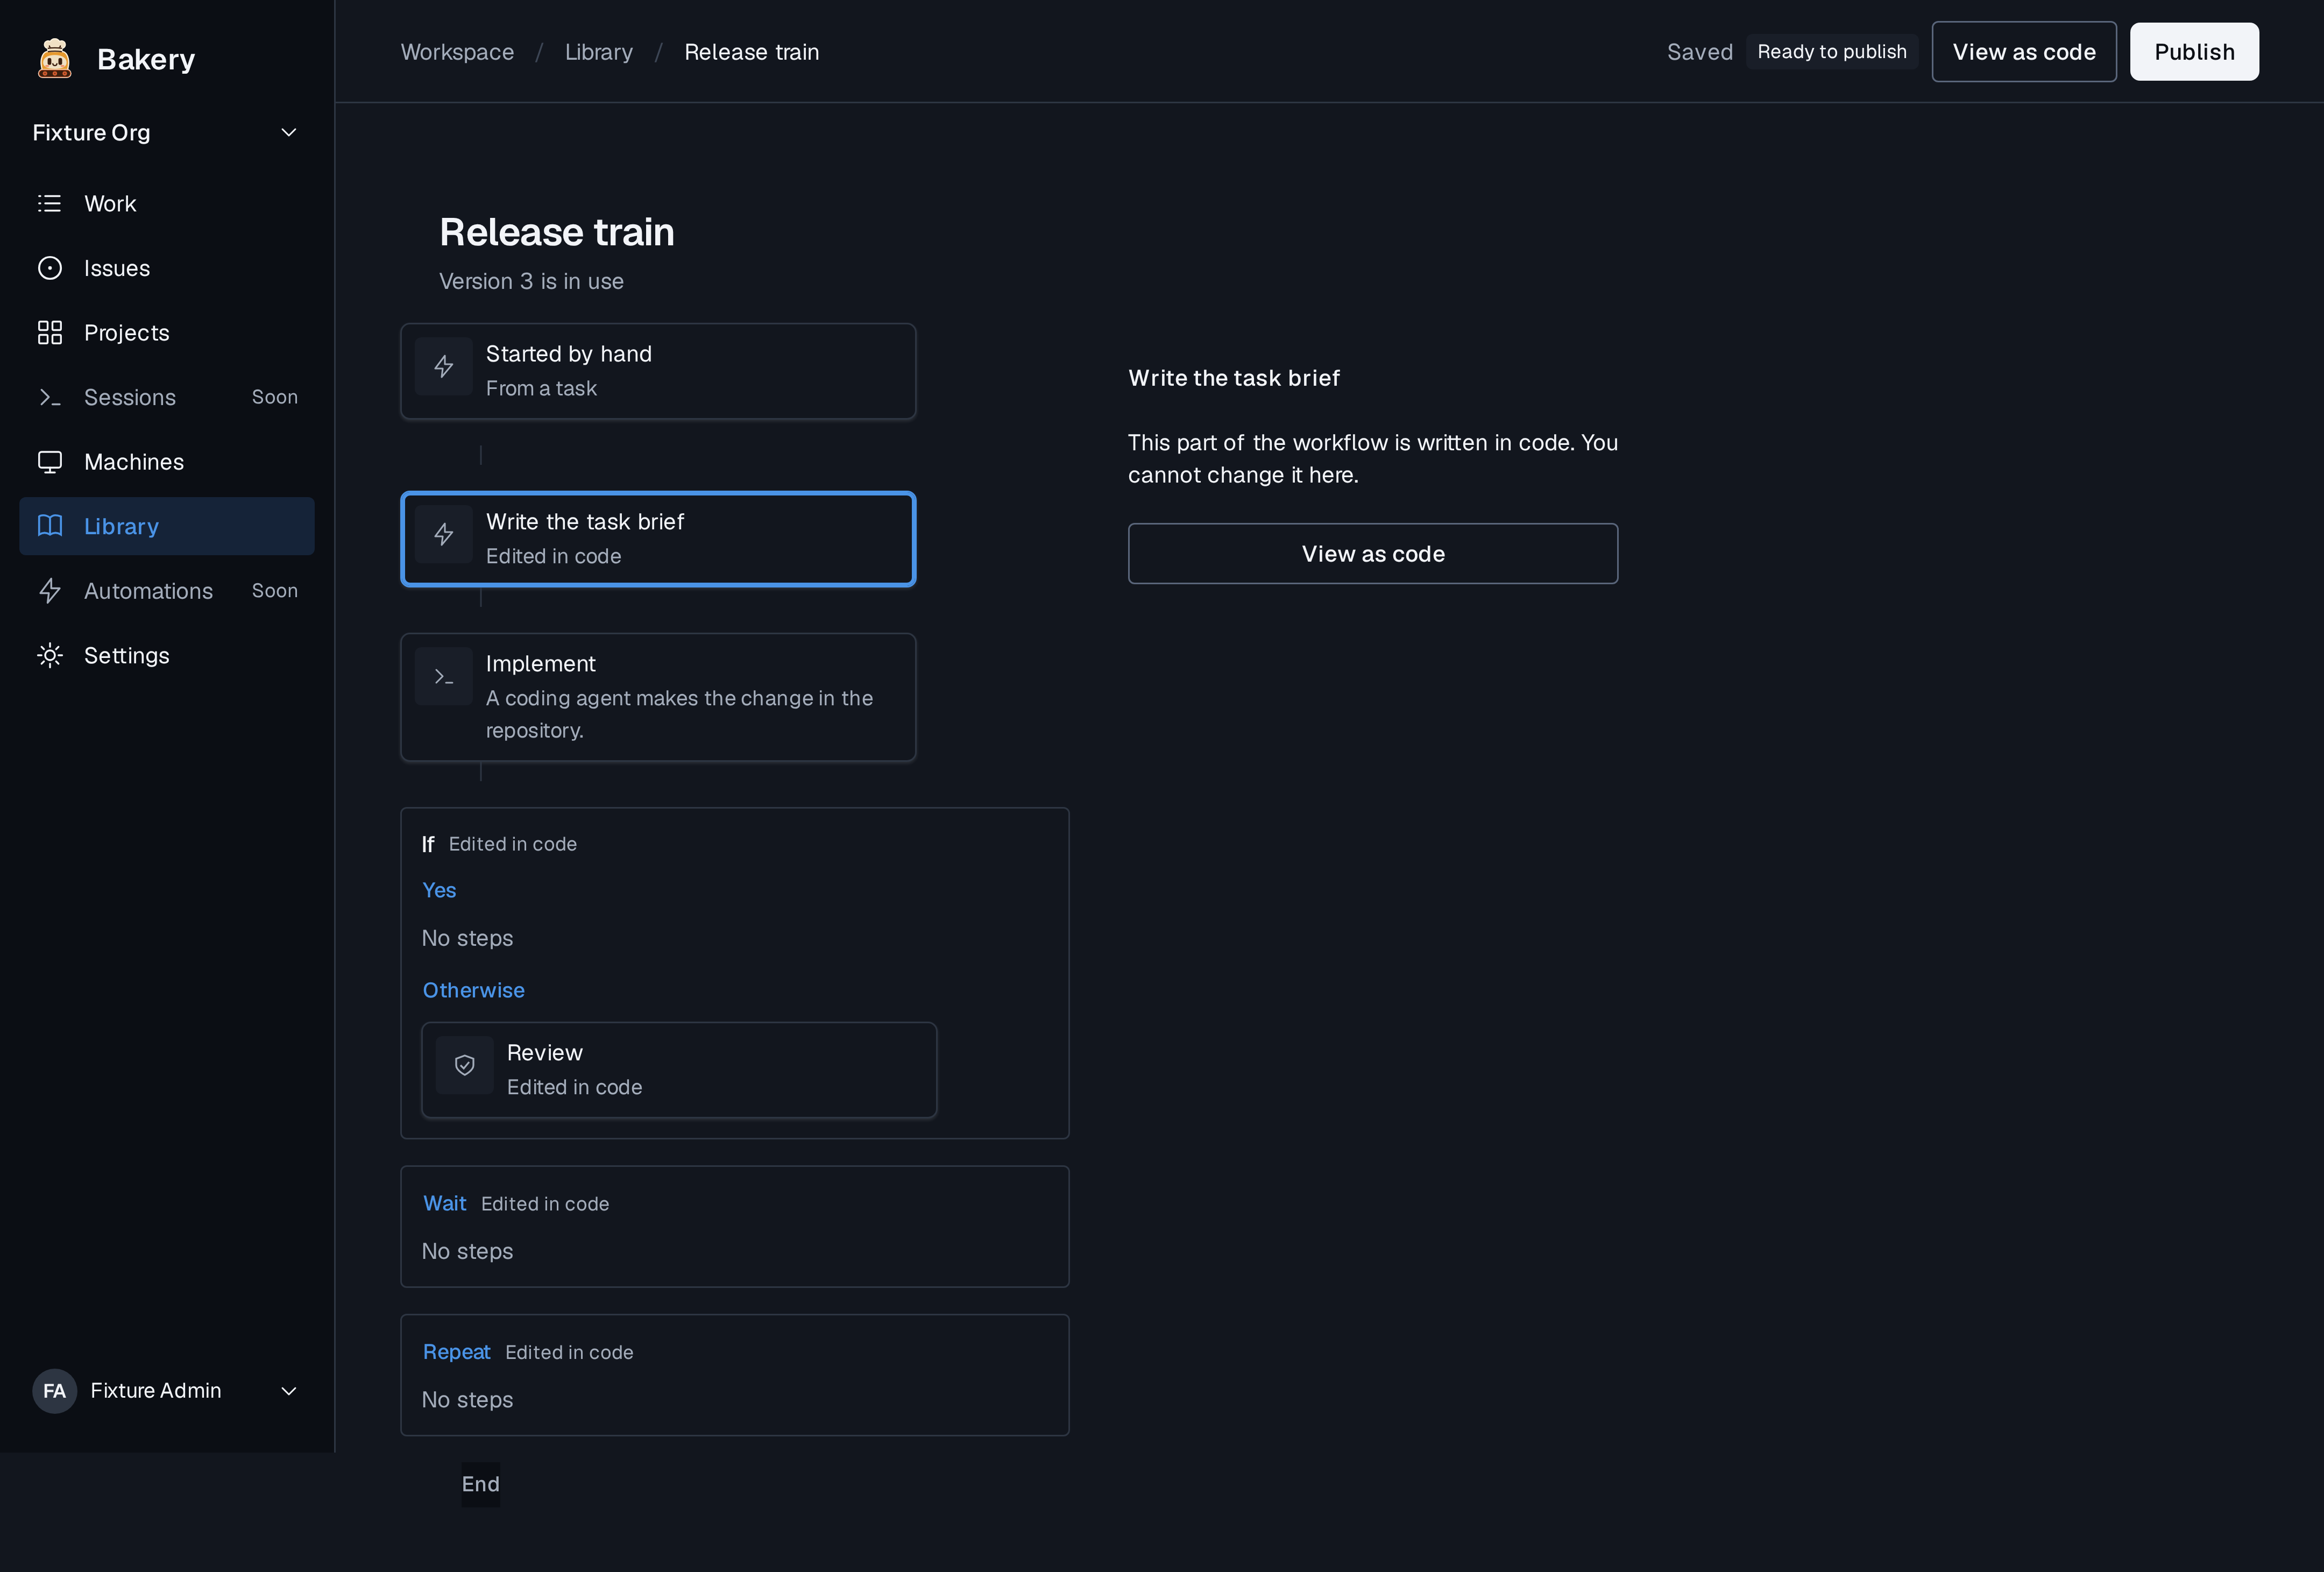 Bakery
Fixture Org
Work
Issues
Projects
Sessions Soon
Machines
Library
Automations Soon
Settings
FA Fixture Admin
Workspace / Library / Release train
Saved Ready to publish View as code Publish
Release train
Version 3 is in use
Started by hand
From a task
Write the task brief
Edited in code
Implement
A coding agent makes the change in the
repository.
If Edited in code
Yes
No steps
Otherwise
Review
Edited in code
Wait Edited in code
No steps
Repeat Edited in code
No steps
End
Write the task brief
This part of the workflow is written in code. You
cannot change it here.
View as code